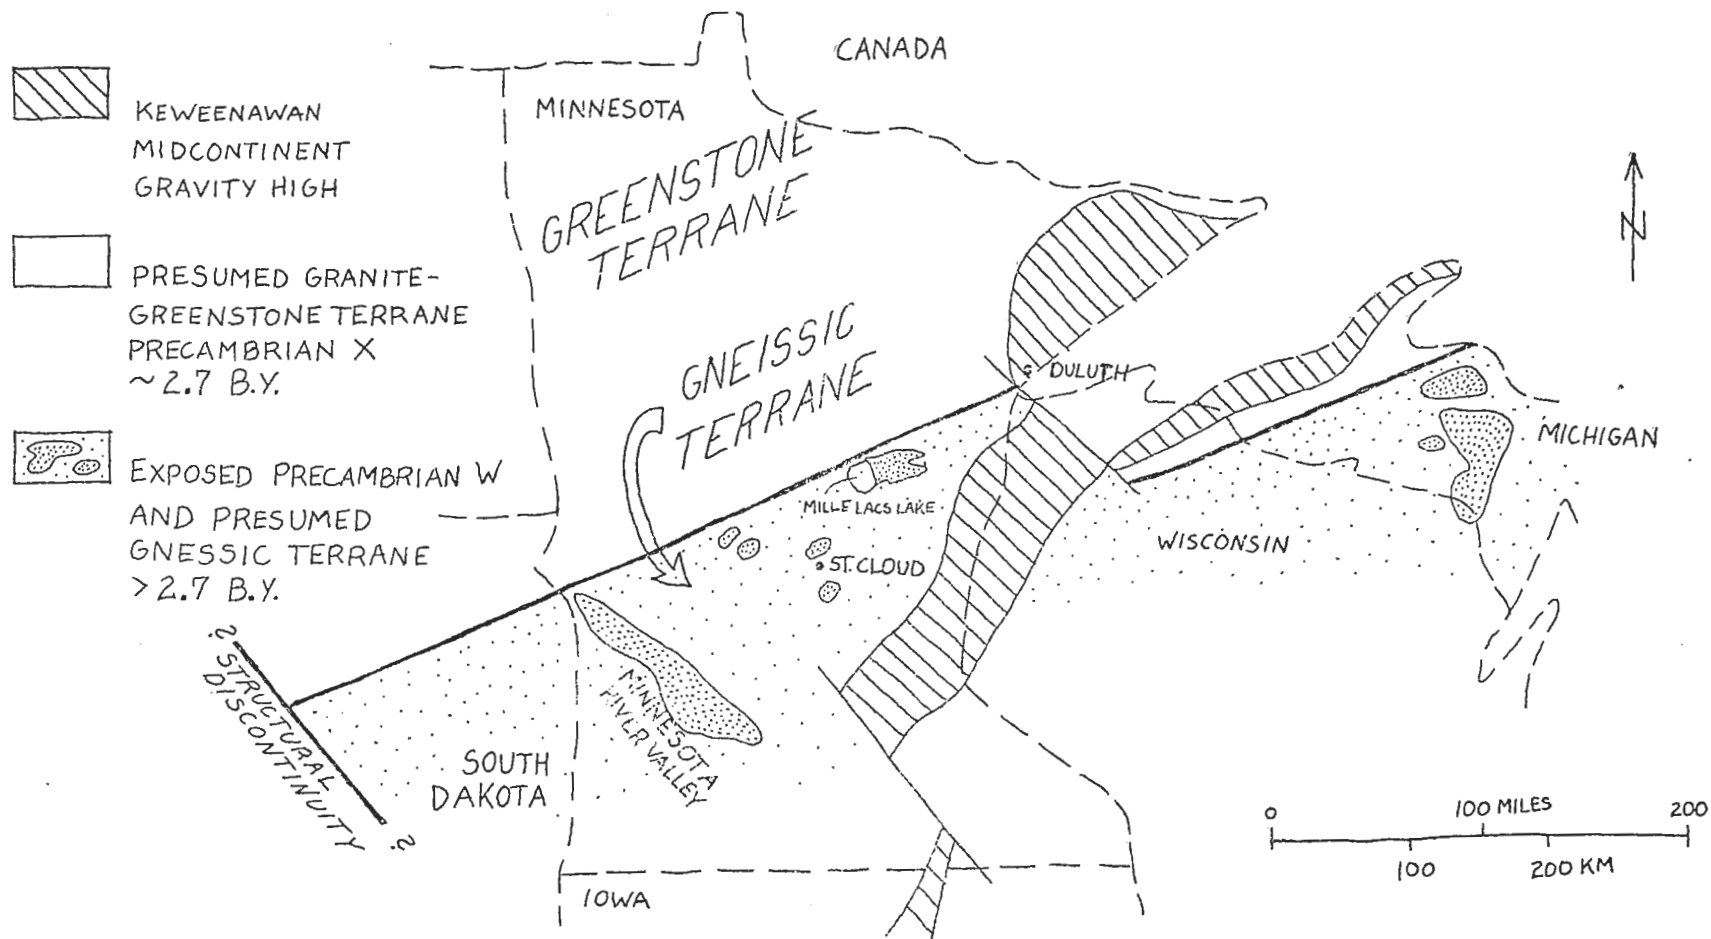 KEWEENAWAN
MIDCONTINENT
GRAVITY HIGH
PRESUMED GRANITE-
GREENSTONE TERRANE
PRECAMBRIAN X
~ 2.7 B.Y.
EXPOSED PRECAMBRIAN W
AND PRESUMED
GNESSIC TERRANE
> 2.7 B.Y.
CANADA
MINNESOTA
GREENSTONE
TERRANE
GNEISSIC
TERRANE
N
DULUTH
MICHIGAN
MILLE LACS LAKE
WISCONSIN
ST. CLOUD
?
STRUCTURAL
DISCONTINUITY
?
MINNESOTA
RIVER VALLEY
SOUTH
DAKOTA
IOWA
0 100 MILES 200
100 200 KM